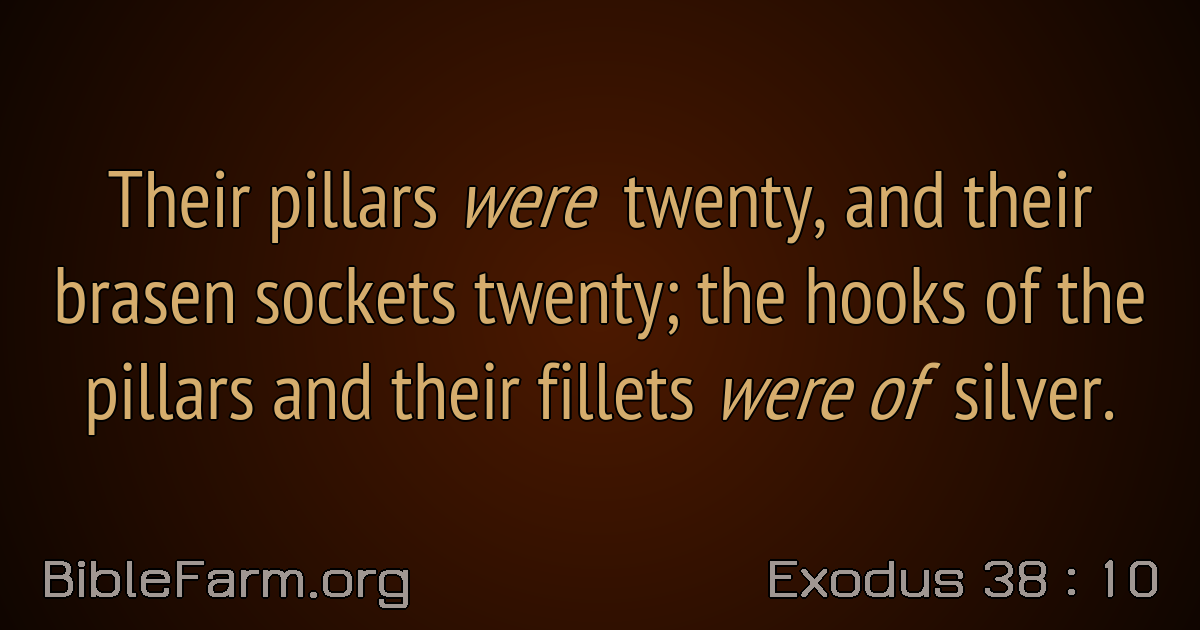 Their pillars were twenty, and their
brasen sockets twenty; the hooks of the
pillars and their fillets were of silver.
BibleFarm.org
Exodus 38 : 10